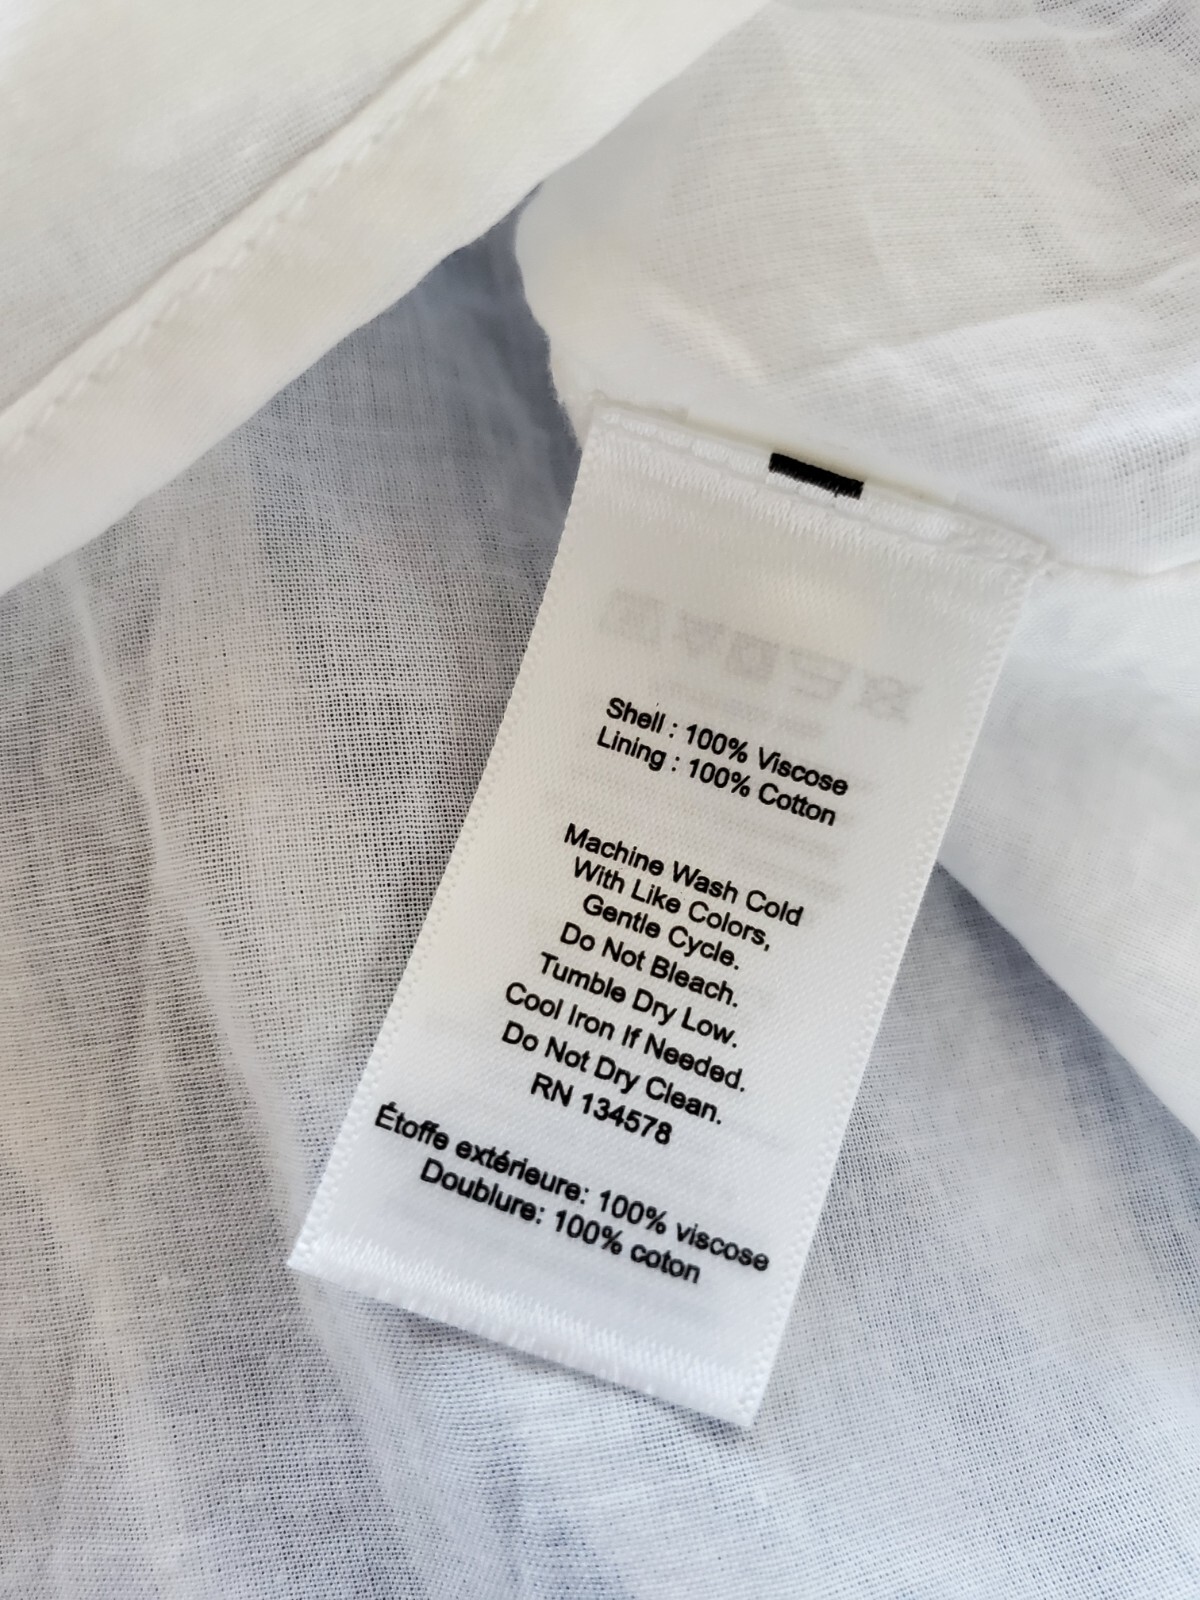 Shell : 100% Viscose
Lining : 100% Cotton
Machine Wash Cold
With Like Colors,
Gentle Cycle.
Do Not Bleach.
Tumble Dry Low.
Cool Iron If Needed.
Do Not Dry Clean.
RN 134578
Étoffe extérieure: 100% viscose
Doublure: 100% coton